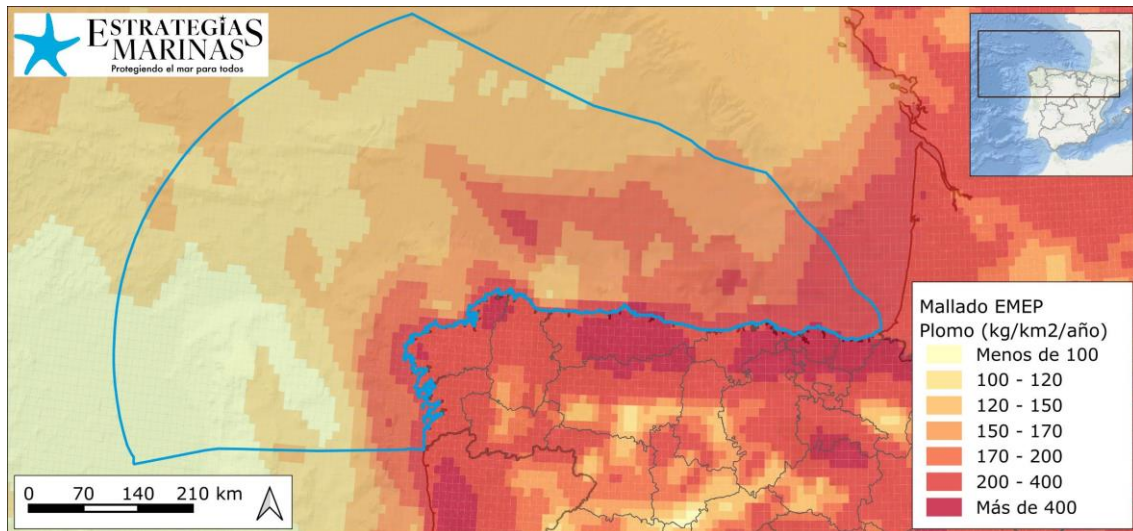 ESTRATEGIAS
MARINAS
Protegiendo el mar para todos
Mallado EMEP
Plomo (kg/km2/año)
Menos de 100
100 - 120
120 - 150
150 - 170
170 - 200
200 - 400
Más de 400
0 70 140 210 km